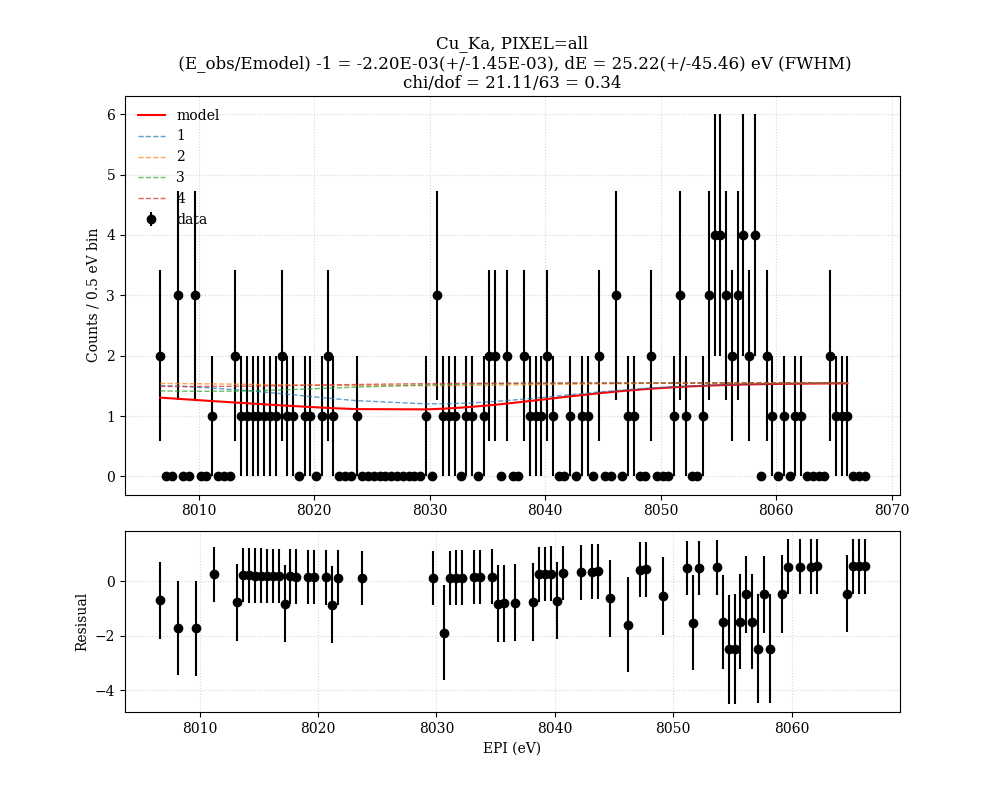 Cu_Ka, PIXEL=all
(E_obs/Emodel) -1 = -2.20E-03(+/-1.45E-03), dE = 25.22(+/-45.46) eV (FWHM)
chi/dof = 21.11/63 = 0.34
model
1
2
3
4
data
Counts / 0.5 eV bin
6
5
4
3
2
1
0
8010 8020 8030 8040 8050 8060 8070
Resisual
0
−2
−4
8010 8020 8030 8040 8050 8060
EPI (eV)